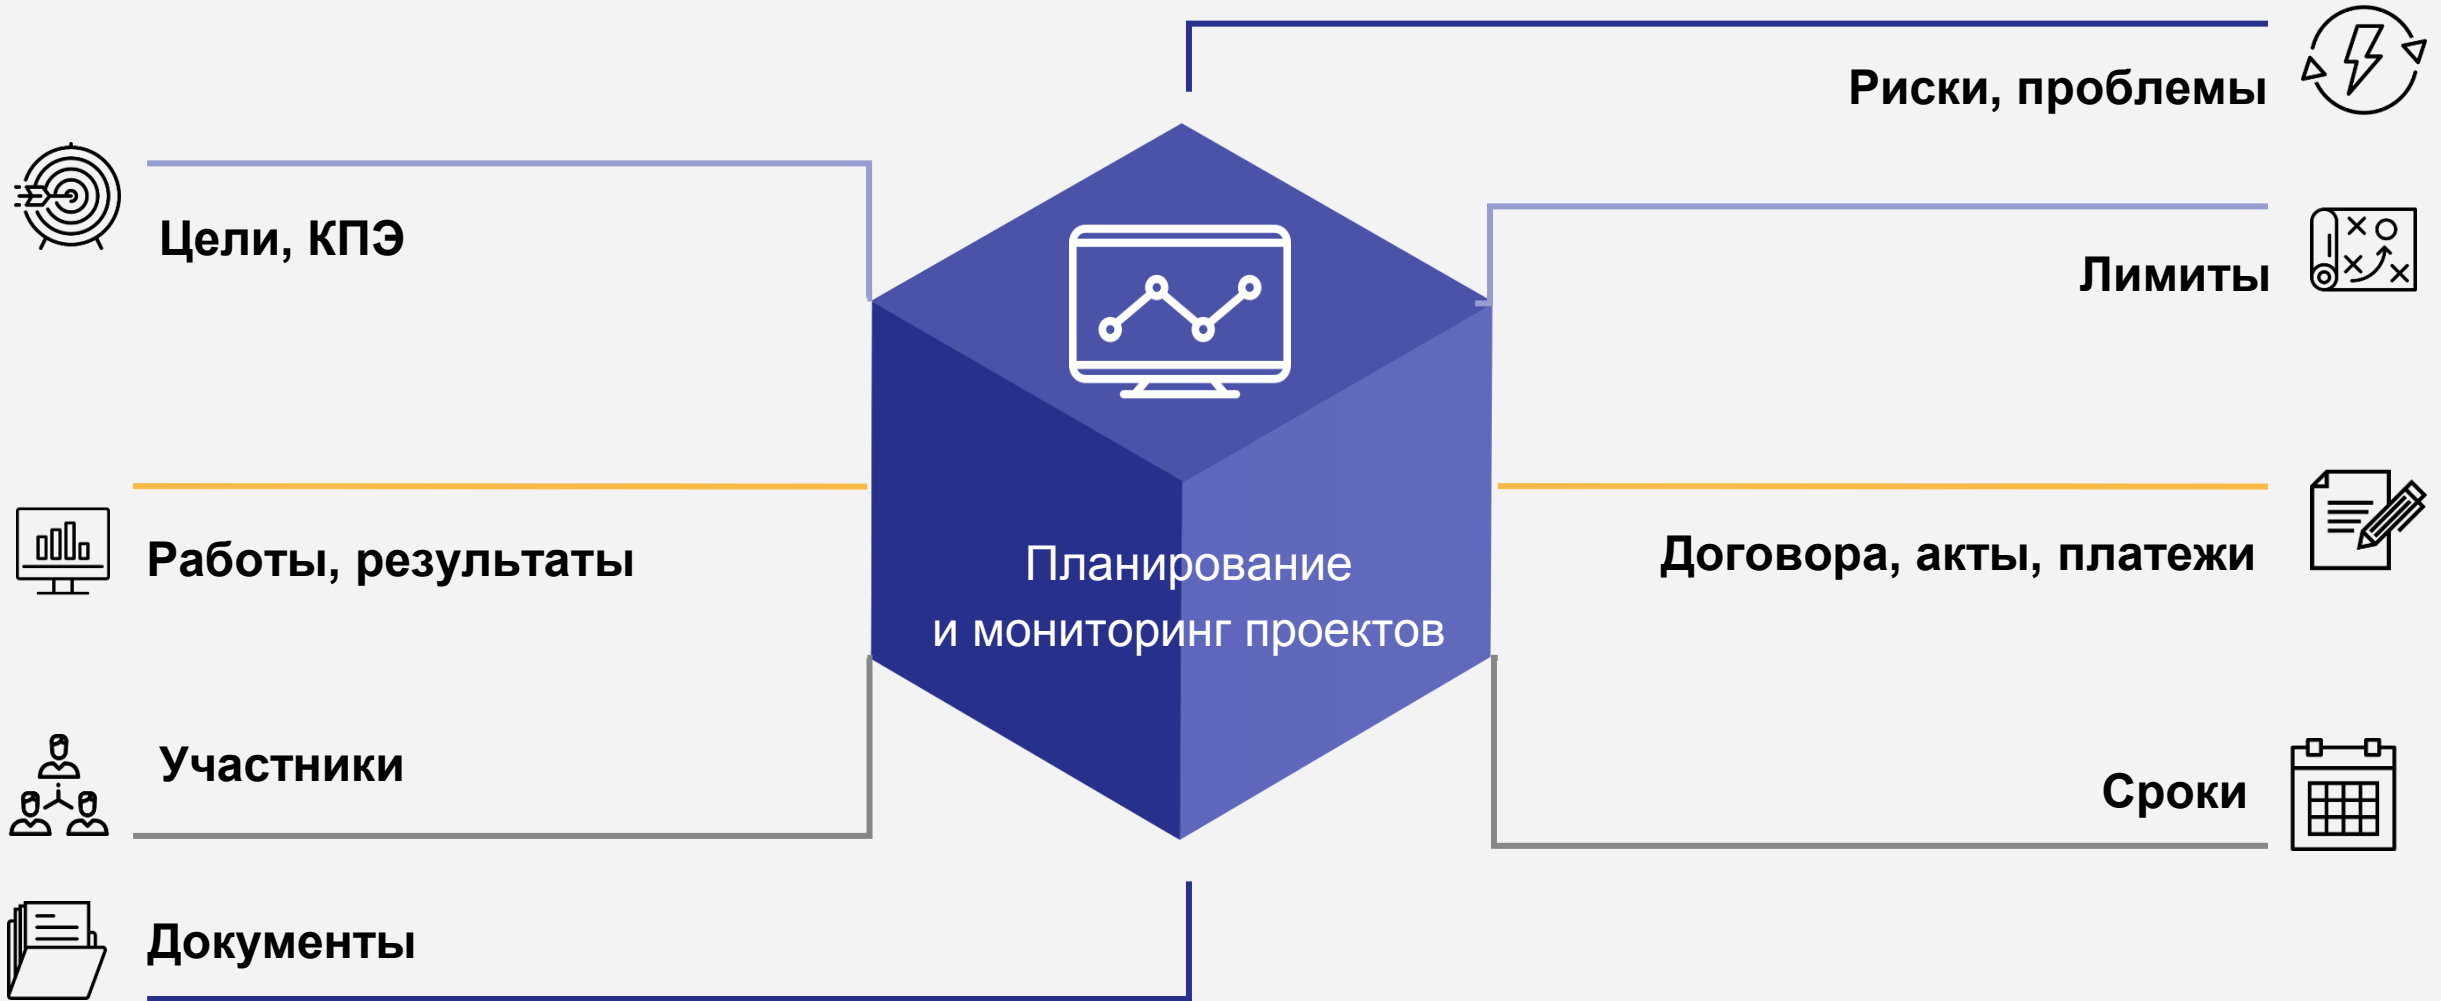 Риски, проблемы
Цели, КПЭ
Лимиты
Работы, результаты
Договора, акты, платежи
Планирование
и мониторинг проектов
Участники
Сроки
Документы